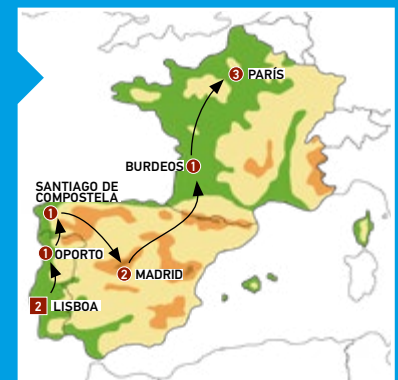 3 PARÍS
BURDEOS 1
SANTIAGO DE
COMPOSTELA
1
1 OPORTO
2 MADRID
2 LISBOA